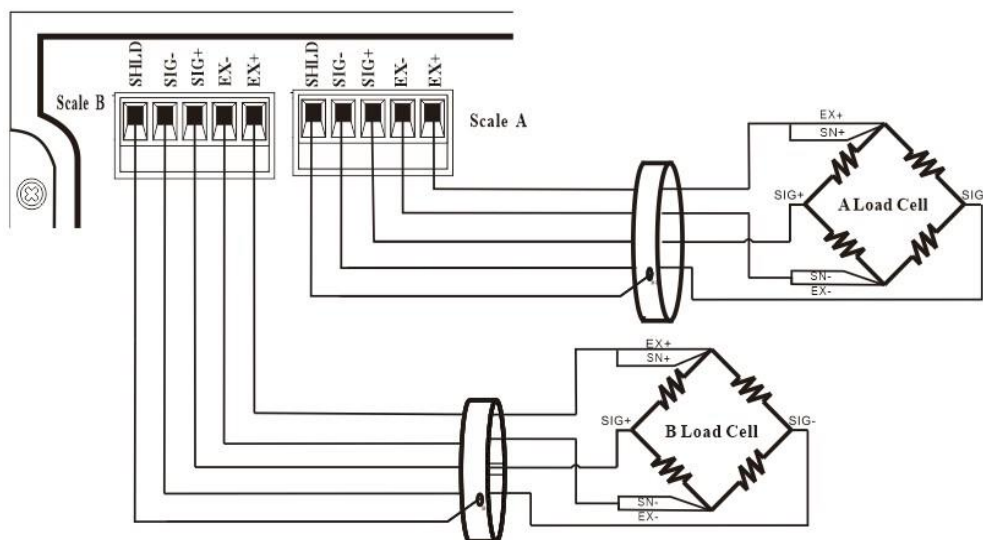 Scale B
SHLD
SIG-
SIG+
EX-
EX+
SHLD
SIG-
SIG+
EX-
EX+
Scale A
EX+
SN+
SIG+
A Load Cell
SIG
SN-
EX-
EX+
SN+
SIG+
B Load Cell
SIG-
SN-
EX-